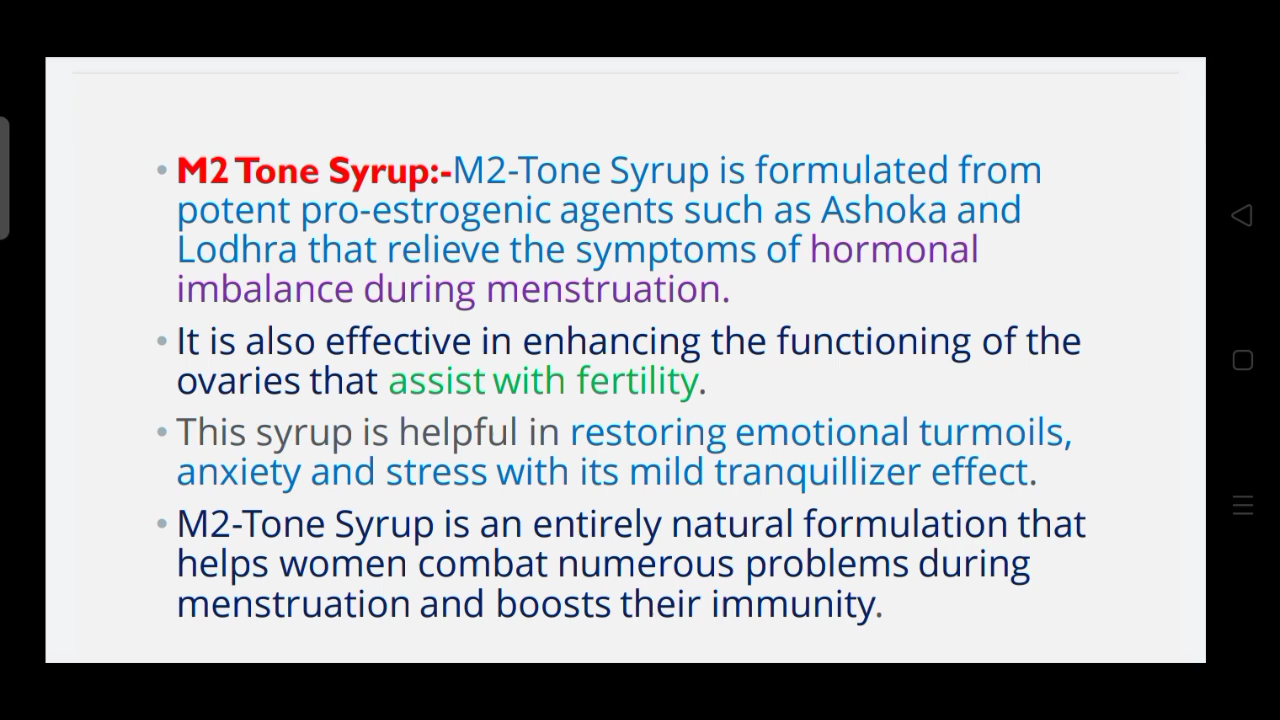 • M2 Tone Syrup:-M2-Tone Syrup is formulated from
potent pro-estrogenic agents such as Ashoka and
Lodhra that relieve the symptoms of hormonal
imbalance during menstruation.
• It is also effective in enhancing the functioning of the
ovaries that assist with fertility.
• This syrup is helpful in restoring emotional turmoils,
anxiety and stress with its mild tranquillizer effect.
• M2-Tone Syrup is an entirely natural formulation that
helps women combat numerous problems during
menstruation and boosts their immunity.